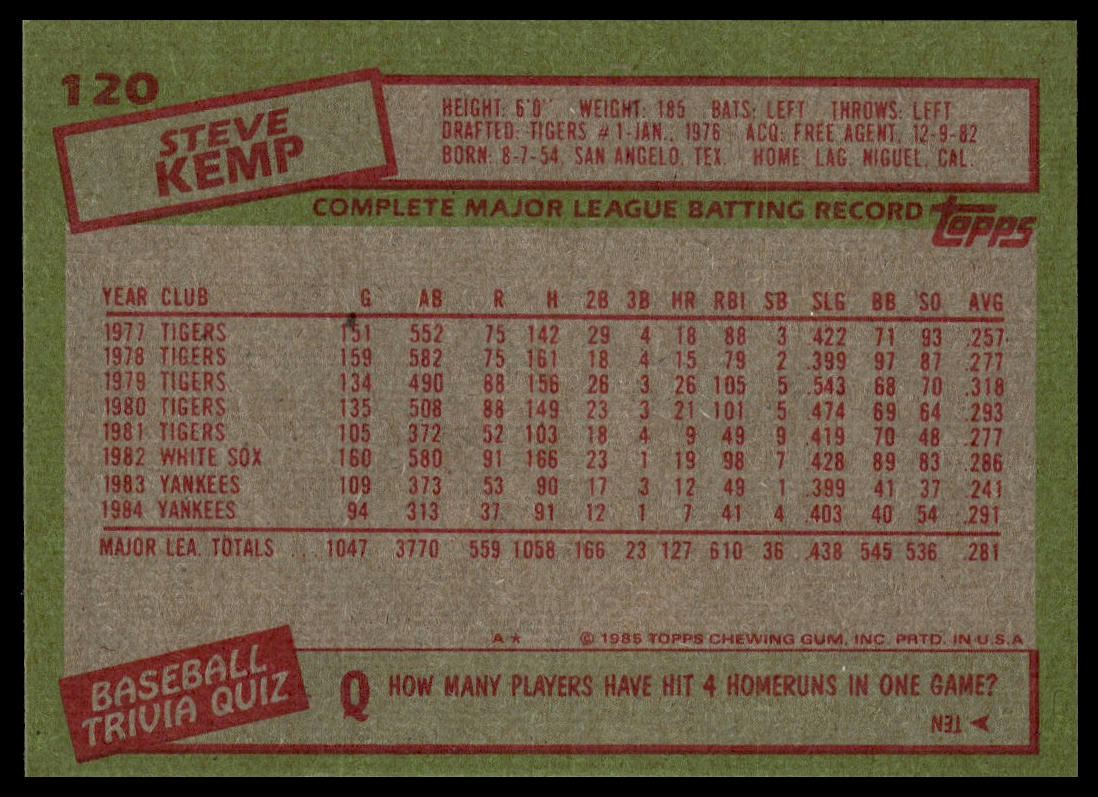 120
STEVE
KEMP
HEIGHT: 6'0" WEIGHT: 185 BATS: LEFT THROWS: LEFT
DRAFTED: TIGERS #1-JAN., 1976 ACQ: FREE AGENT, 12-9-82
BORN: 8-7-54, SAN ANGELO, TEX. HOME: LAG. NIGUEL, CAL.
COMPLETE MAJOR LEAGUE BATTING RECORD topps
YEAR CLUB G AB R H 2B 3B HR RBI SB SLG BB SO AVG
1977 TIGERS 151 552 75 142 29 4 18 88 3 .422 71 93 .257
1978 TIGERS 159 582 75 161 18 4 15 79 2 .399 97 87 .277
1979 TIGERS 134 490 88 156 26 3 26 105 5 .543 68 70 .318
1980 TIGERS 135 508 88 149 23 3 21 101 5 .474 69 64 .293
1981 TIGERS 105 372 52 103 18 4 9 49 9 .419 70 48 .277
1982 WHITE SOX 160 580 91 166 23 1 19 98 7 .428 89 83 .286
1983 YANKEES 109 373 53 90 17 3 12 49 1 .399 41 37 .241
1984 YANKEES 94 313 37 91 12 1 7 41 4 .403 40 54 .291
MAJOR LEA. TOTALS ... 1047 3770 559 1058 166 23 127 610 36 .438 545 536 .281
A★ © 1985 TOPPS CHEWING GUM, INC. PRTD. IN U.S.A
BASEBALL
TRIVIA QUIZ
Q HOW MANY PLAYERS HAVE HIT 4 HOMERUNS IN ONE GAME?
A TEN